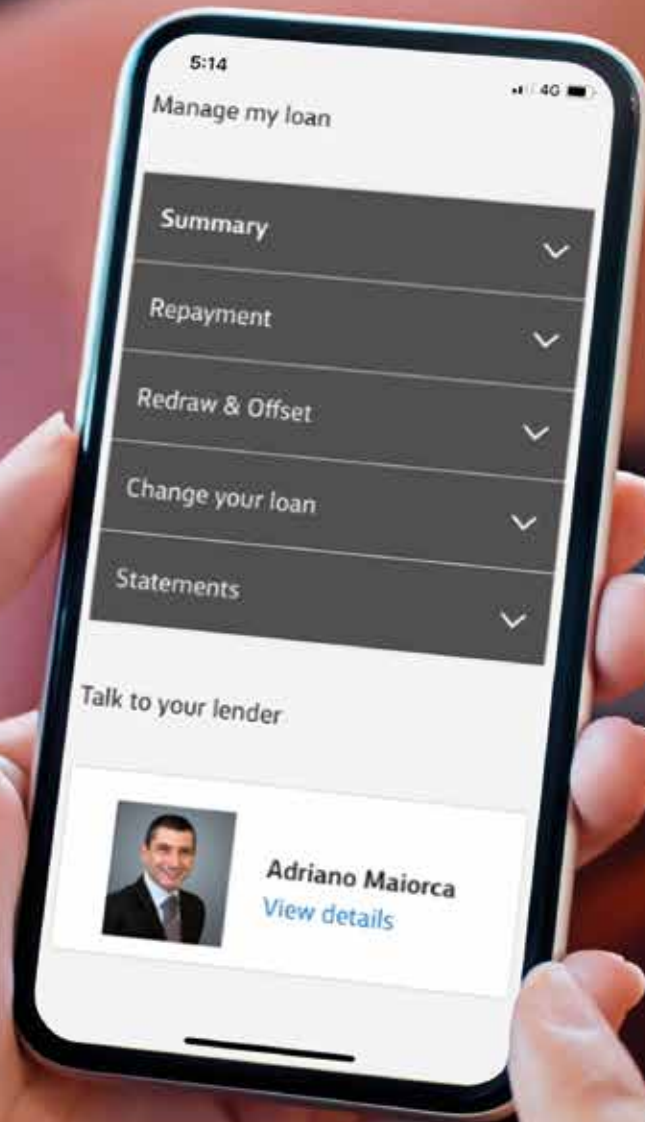 5:14
4G
Manage my loan
Summary
Repayment
Redraw & Offset
Change your loan
Statements
Talk to your lender
Adriano Maiorca
View details